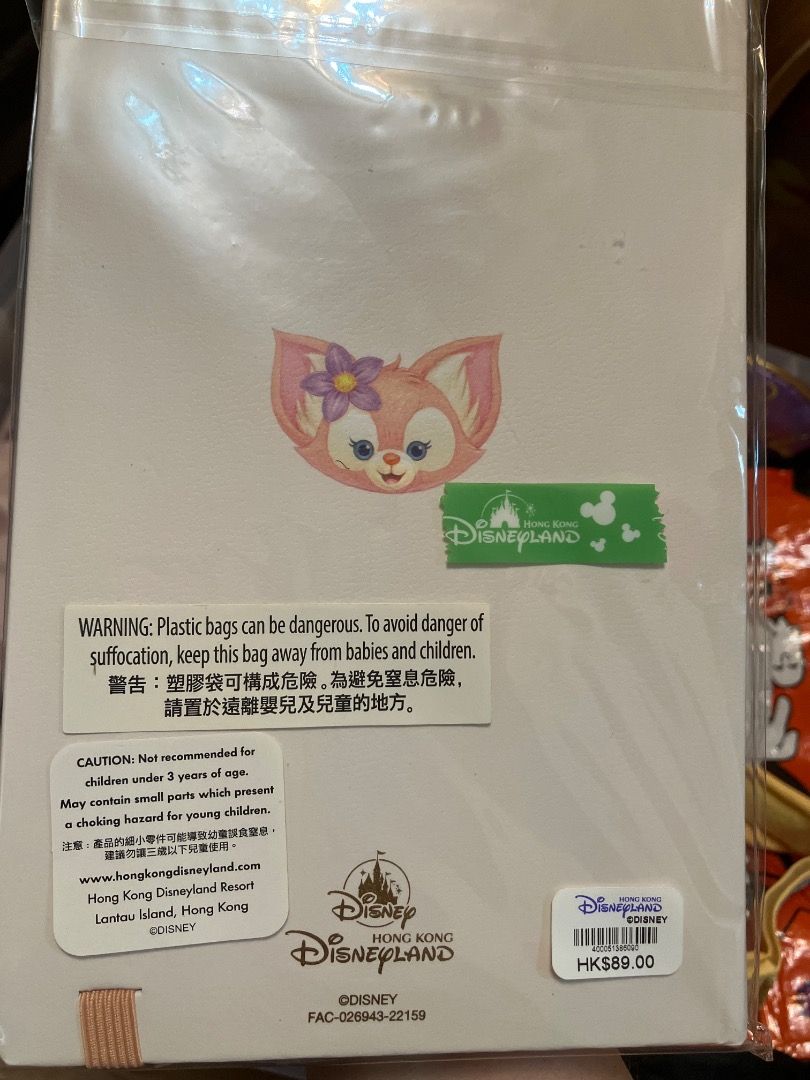 HONG KONG
DISNEYLAND
WARNING: Plastic bags can be dangerous. To avoid danger of
suffocation, keep this bag away from babies and children.
警告：塑膠袋可構成危險。為避免窒息危險，
請置於遠離嬰兒及兒童的地方。
CAUTION: Not recommended for
children under 3 years of age.
May contain small parts which present
a choking hazard for young children.
注意：產品的細小零件可能導致幼童誤食窒息，
建議勿讓三歲以下兒童使用。
www.hongkongdisneyland.com
Hong Kong Disneyland Resort
Lantau Island, Hong Kong
©DISNEY
DISNEY
HONG KONG
DISNEYLAND
©DISNEY
FAC-026943-22159
HONG KONG
DISNEYLAND
©DISNEY
400051386090
HK$89.00